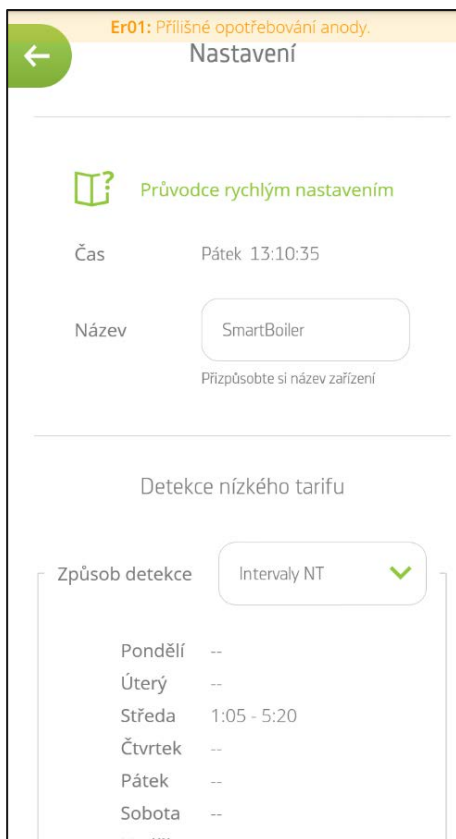 Er01: Přílišné opotřebování anody.
Nastavení
Průvodce rychlým nastavením
Čas Pátek 13:10:35
Název SmartBoiler
Přizpůsobte si název zařízení
Detekce nízkého tarifu
Způsob detekce Intervaly NT
Pondělí --
Úterý --
Středa 1:05 - 5:20
Čtvrtek --
Pátek --
Sobota --